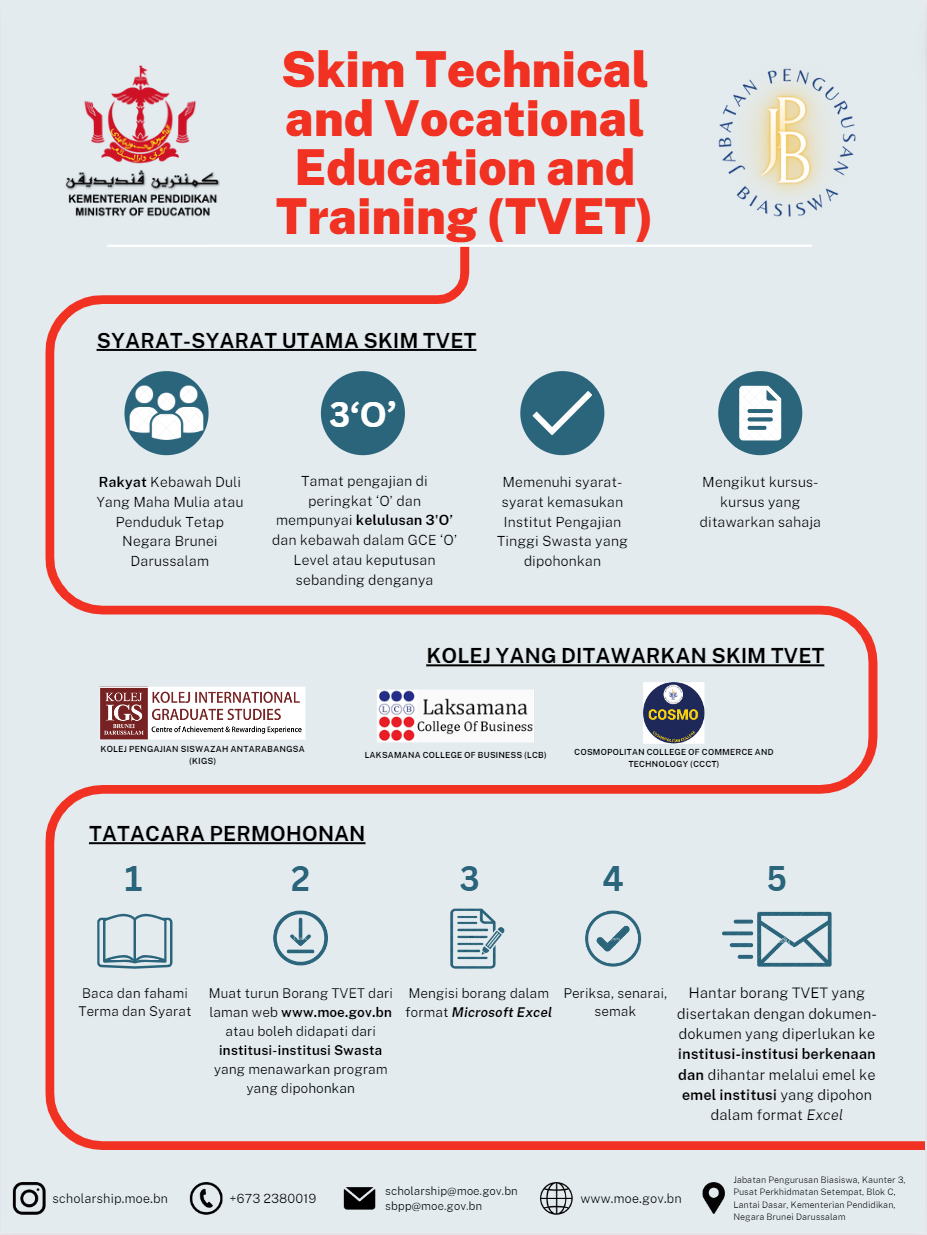 Skim Technical
and Vocational
Education and
Training (TVET)
كمنترين ڤنديديقن
KEMENTERIAN PENDIDIKAN
MINISTRY OF EDUCATION
JABATAN PENGURUSAN
BIASISWA
JPB
SYARAT-SYARAT UTAMA SKIM TVET
3‘O’
Rakyat Kebawah Duli
Yang Maha Mulia atau
Penduduk Tetap
Negara Brunei
Darussalam
Tamat pengajian di
peringkat ‘O’ dan
mempunyai kelulusan 3'O’
dan kebawah dalam GCE ‘O’
Level atau keputusan
sebanding denganya
Memenuhi syarat-
syarat kemasukan
Institut Pengajian
Tinggi Swasta yang
dipohonkan
Mengikut kursus-
kursus yang
ditawarkan sahaja
KOLEJ YANG DITAWARKAN SKIM TVET
KOLEJ
IGS
BRUNEI
DARUSSALAM
KOLEJ INTERNATIONAL
GRADUATE STUDIES
Centre of Achievement & Rewarding Experience
KOLEJ PENGAJIAN SISWAZAH ANTARABANGSA
(KIGS)
LCB
Laksamana
College Of Business
LAKSAMANA COLLEGE OF BUSINESS (LCB)
COSMO
COSMOPOLITAN COLLEGE OF COMMERCE AND
TECHNOLOGY (CCCT)
TATACARA PERMOHONAN
1
Baca dan fahami
Terma dan Syarat
2
Muat turun Borang TVET dari
laman web www.moe.gov.bn
atau boleh didapati dari
institusi-institusi Swasta
yang menawarkan program
yang dipohonkan
3
Mengisi borang dalam
format Microsoft Excel
4
Periksa, senarai,
semak
5
Hantar borang TVET yang
disertakan dengan dokumen-
dokumen yang diperlukan ke
institusi-institusi berkenaan
dan dihantar melalui emel ke
emel institusi yang dipohon
dalam format Excel
scholarship.moe.bn
+673 2380019
scholarship@moe.gov.bn
sbpp@moe.gov.bn
www.moe.gov.bn
Jabatan Pengurusan Biasiswa, Kaunter 3,
Pusat Perkhidmatan Setempat, Blok C,
Lantai Dasar, Kementerian Pendidikan,
Negara Brunei Darussalam